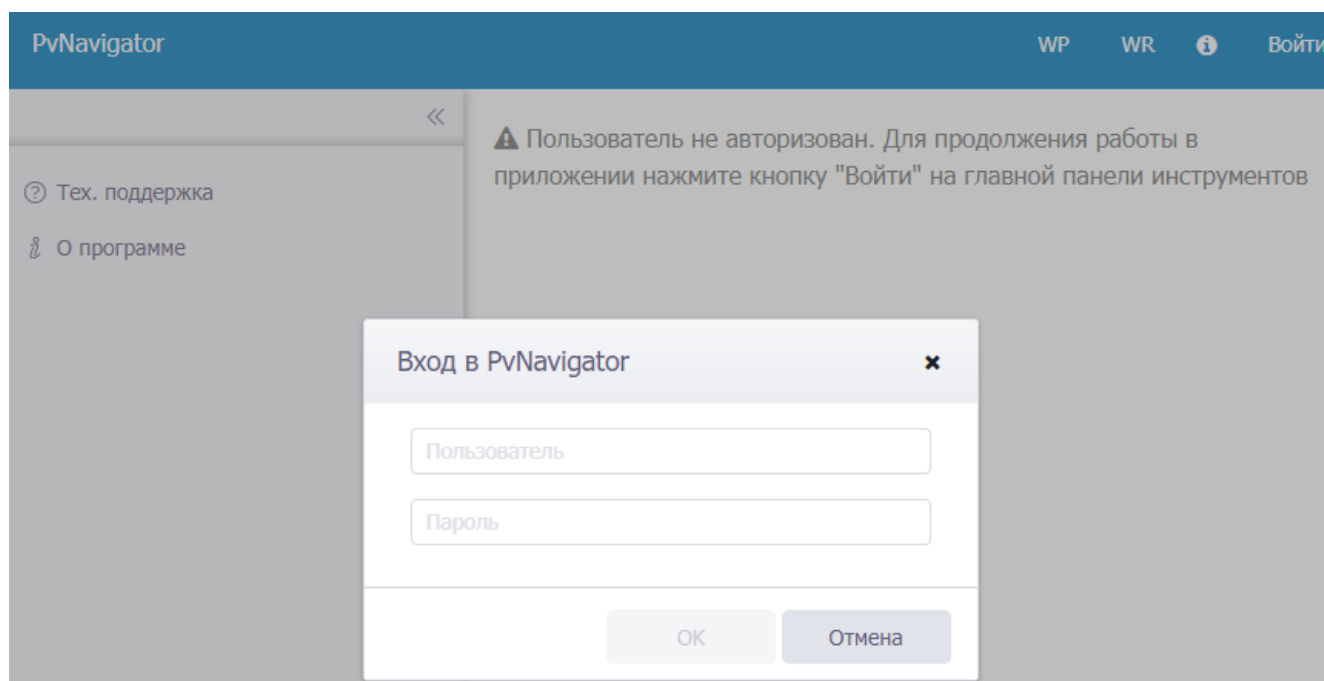 PvNavigator WP WR Войти
Пользователь не авторизован. Для продолжения работы в
приложении нажмите кнопку "Войти" на главной панели инструментов
Тех. поддержка
О программе
Вход в PvNavigator
Пользователь
Пароль
OK Отмена